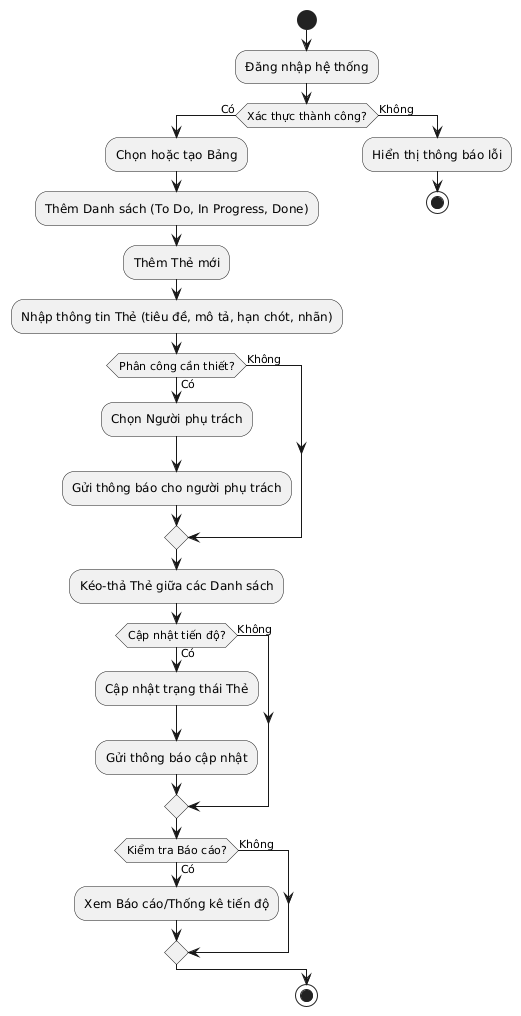 Đăng nhập hệ thống
Xác thực thành công?
Có
Không
Chọn hoặc tạo Bảng
Hiển thị thông báo lỗi
Thêm Danh sách (To Do, In Progress, Done)
Thêm Thẻ mới
Nhập thông tin Thẻ (tiêu đề, mô tả, hạn chót, nhãn)
Phân công cần thiết?
Không
Có
Chọn Người phụ trách
Gửi thông báo cho người phụ trách
Kéo-thả Thẻ giữa các Danh sách
Cập nhật tiến độ?
Không
Có
Cập nhật trạng thái Thẻ
Gửi thông báo cập nhật
Kiểm tra Báo cáo?
Không
Có
Xem Báo cáo/Thống kê tiến độ